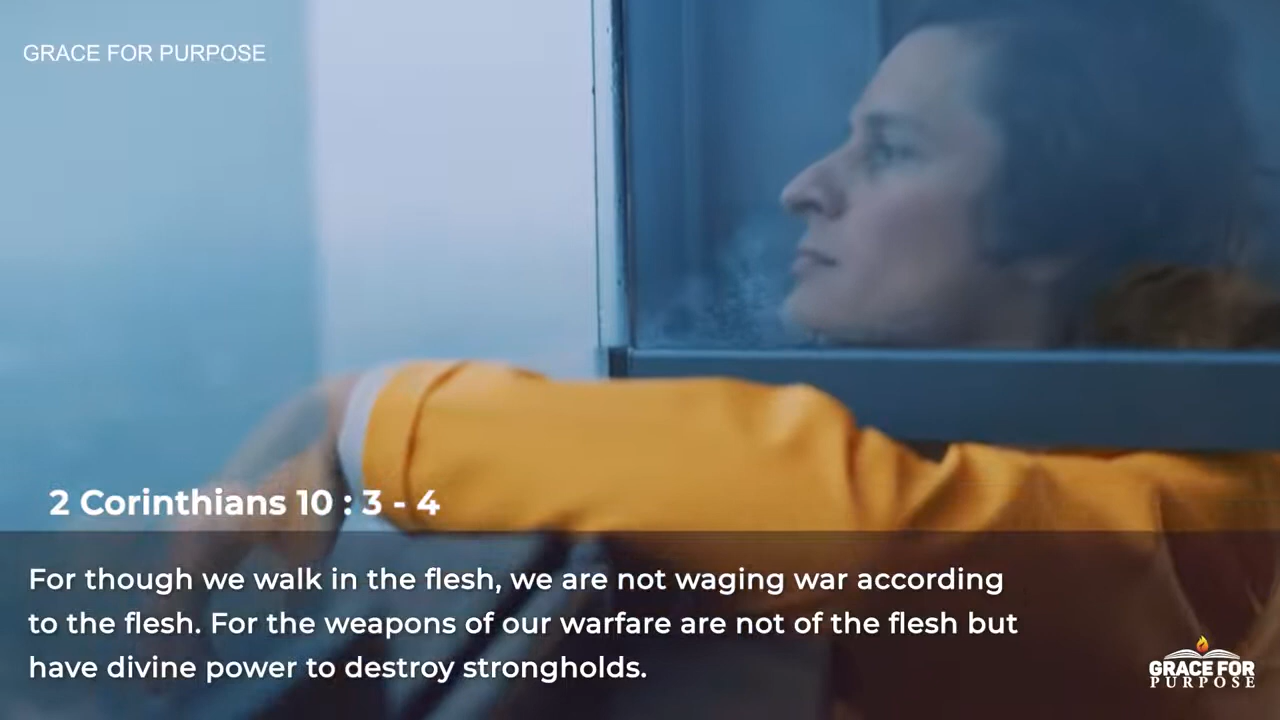 GRACE FOR PURPOSE
2 Corinthians 10 : 3 - 4
For though we walk in the flesh, we are not waging war according
to the flesh. For the weapons of our warfare are not of the flesh but
have divine power to destroy strongholds.
GRACE FOR
PURPOSE